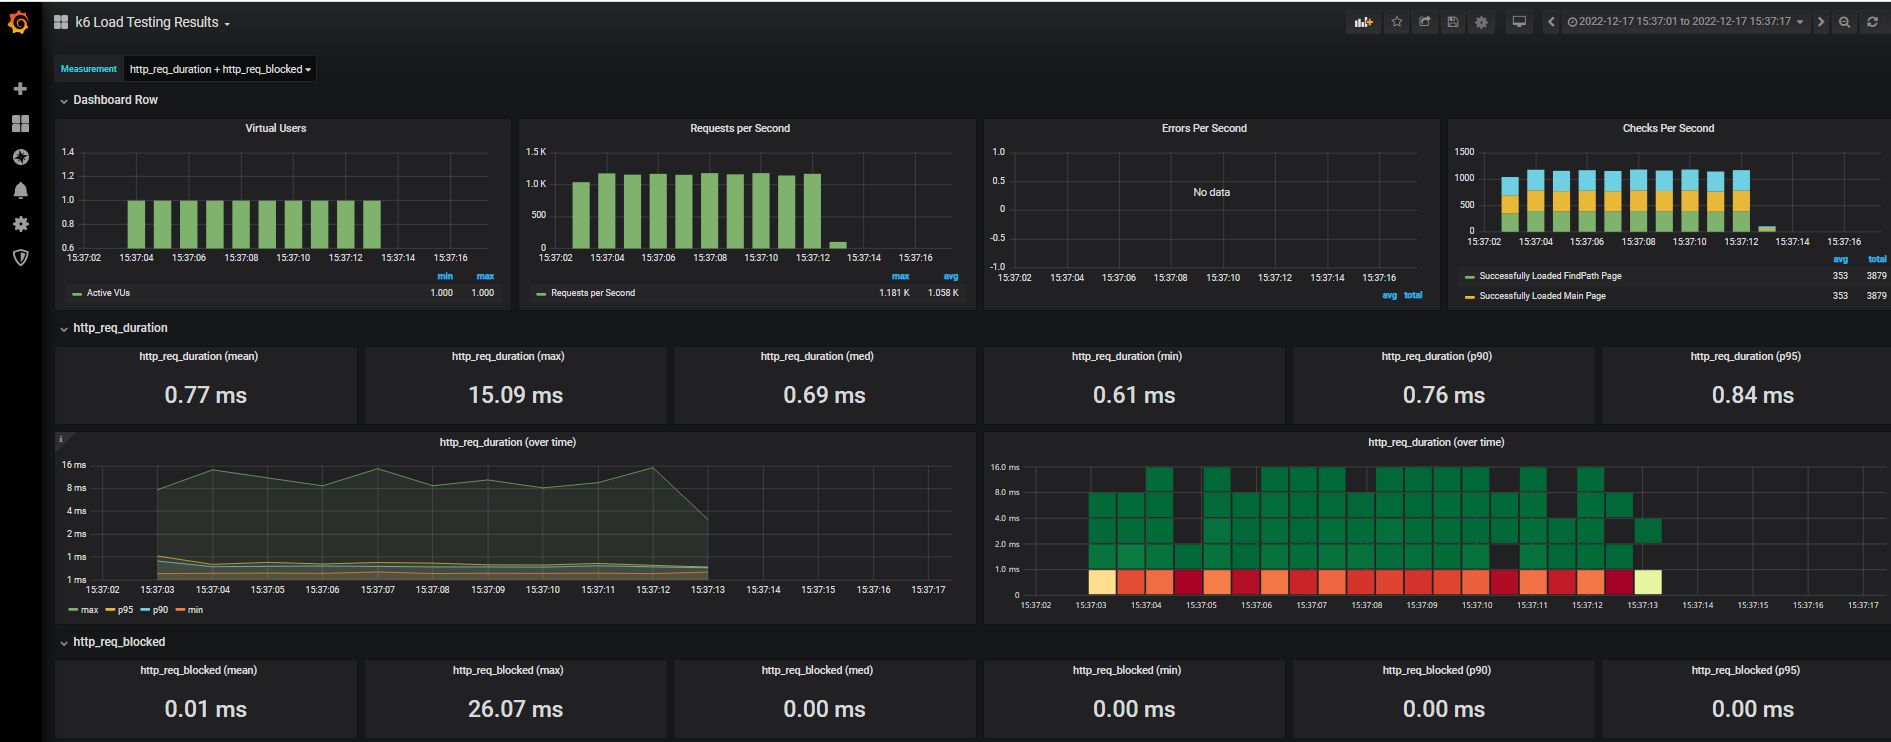 k6 Load Testing Results
2022-12-17 15:37:01 to 2022-12-17 15:37:17
Measurement http_req_duration + http_req_blocked
Dashboard Row
Virtual Users
1.4
1.2
1.0
0.8
0.6
15:37:02 15:37:04 15:37:06 15:37:08 15:37:10 15:37:12 15:37:14 15:37:16
min max
Active VUs 1.000 1.000
Requests per Second
1.5 K
1.0 K
500
0
15:37:02 15:37:04 15:37:06 15:37:08 15:37:10 15:37:12 15:37:14 15:37:16
max avg
Requests per Second 1.181 K 1.058 K
Errors Per Second
1.0
0.5
0
-0.5
-1.0
No data
15:37:02 15:37:04 15:37:06 15:37:08 15:37:10 15:37:12 15:37:14 15:37:16
avg total
Checks Per Second
1500
1000
500
0
15:37:02 15:37:04 15:37:06 15:37:08 15:37:10 15:37:12 15:37:14 15:37:16
avg total
Successfully Loaded FindPath Page 353 3879
Successfully Loaded Main Page 353 3879
http_req_duration
http_req_duration (mean)
0.77 ms
http_req_duration (max)
15.09 ms
http_req_duration (med)
0.69 ms
http_req_duration (min)
0.61 ms
http_req_duration (p90)
0.76 ms
http_req_duration (p95)
0.84 ms
i
http_req_duration (over time)
16 ms
8 ms
4 ms
2 ms
1 ms
1 ms
15:37:02 15:37:03 15:37:04 15:37:05 15:37:06 15:37:07 15:37:08 15:37:09 15:37:10 15:37:11 15:37:12 15:37:13 15:37:14 15:37:15 15:37:16 15:37:17
max p95 p90 min
http_req_duration (over time)
16.0 ms
8.0 ms
4.0 ms
2.0 ms
1.0 ms
0
15:37:02 15:37:03 15:37:04 15:37:05 15:37:06 15:37:07 15:37:08 15:37:09 15:37:10 15:37:11 15:37:12 15:37:13 15:37:14 15:37:15 15:37:16 15:37:17
http_req_blocked
http_req_blocked (mean)
0.01 ms
http_req_blocked (max)
26.07 ms
http_req_blocked (med)
0.00 ms
http_req_blocked (min)
0.00 ms
http_req_blocked (p90)
0.00 ms
http_req_blocked (p95)
0.00 ms